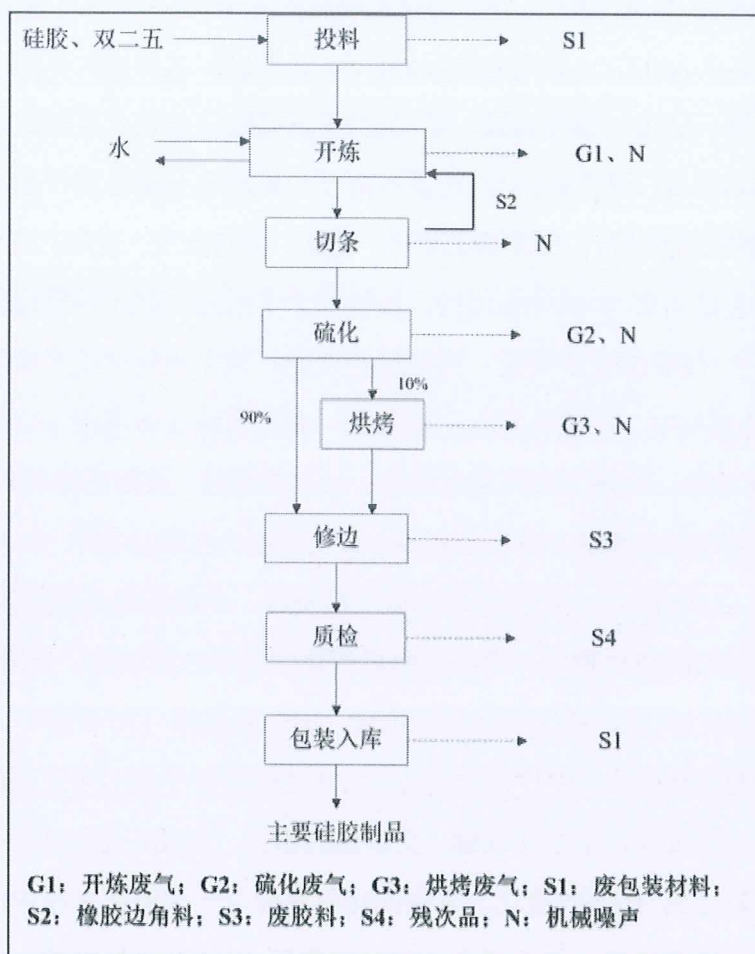 硅胶、双二五
投料
S1
水
开炼
G1、N
S2
切条
N
硫化
G2、N
90%
10%
烘烤
G3、N
修边
S3
质检
S4
包装入库
S1
主要硅胶制品
G1：开炼废气；G2：硫化废气；G3：烘烤废气；S1：废包装材料；
S2：橡胶边角料；S3：废胶料；S4：残次品；N：机械噪声